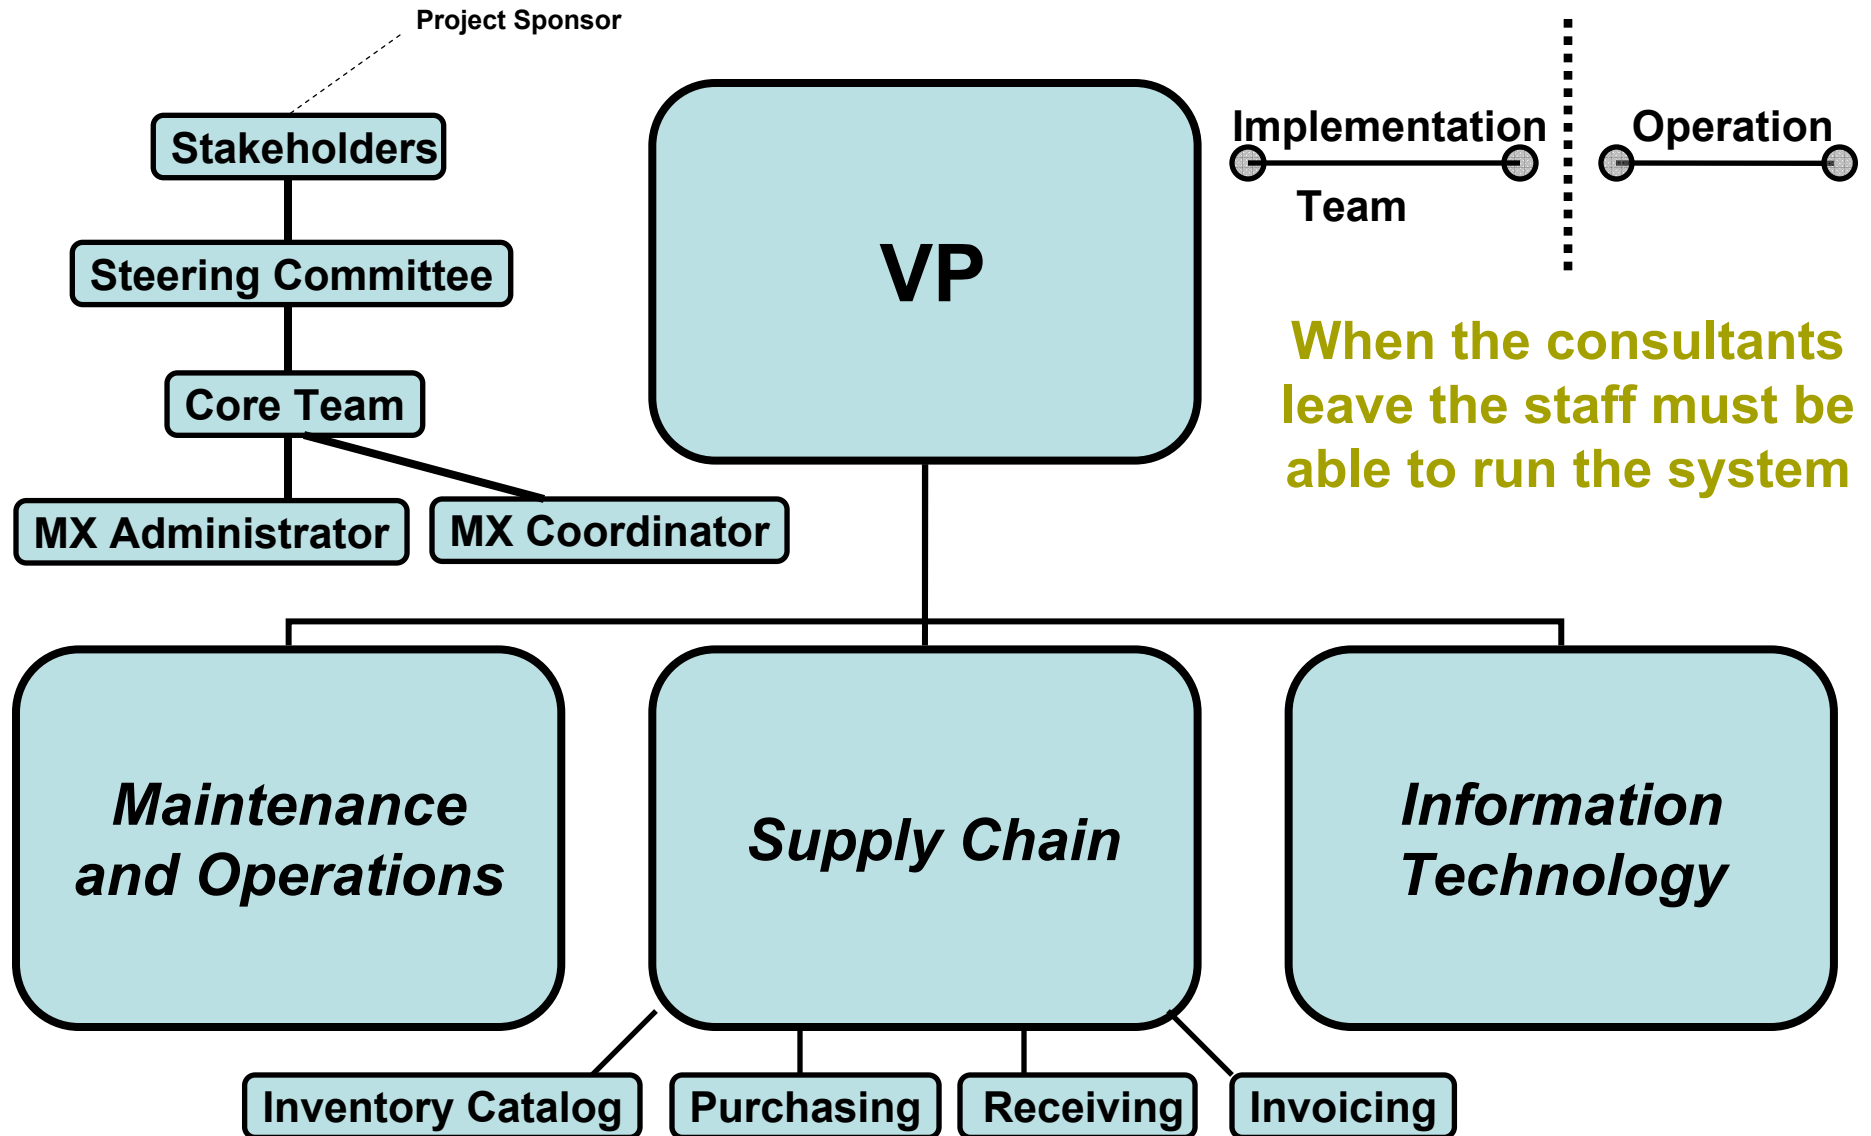 Project Sponsor
Stakeholders
Steering Committee
Core Team
MX Administrator
MX Coordinator
VP
Implementation
Team
Operation
When the consultants
leave the staff must be
able to run the system
Maintenance
and Operations
Supply Chain
Information
Technology
Inventory Catalog
Purchasing
Receiving
Invoicing